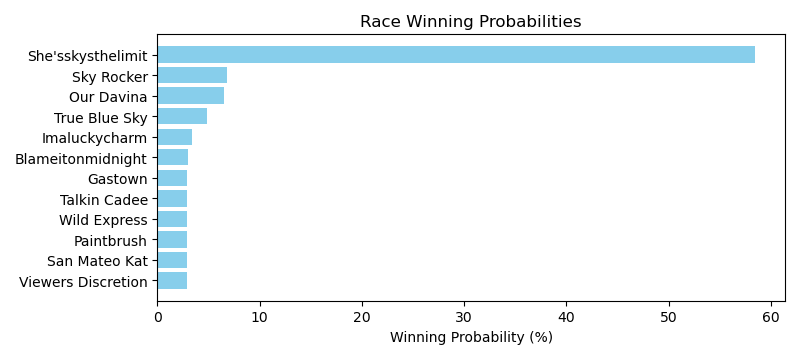 Race Winning Probabilities
She'sskysthelimit
Sky Rocker
Our Davina
True Blue Sky
Imaluckycharm
Blameitonmidnight
Gastown
Talkin Cadee
Wild Express
Paintbrush
San Mateo Kat
Viewers Discretion
0 10 20 30 40 50 60
Winning Probability (%)